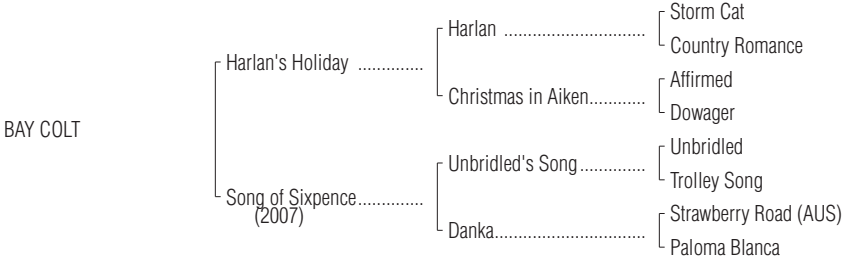 Storm Cat
Harlan ..............................
Country Romance
Harlan's Holiday ..............
Affirmed
Christmas in Aiken............
Dowager
BAY COLT
Unbridled
Unbridled's Song..............
Trolley Song
Song of Sixpence..............
(2007)
Strawberry Road (AUS)
Danka................................
Paloma Blanca